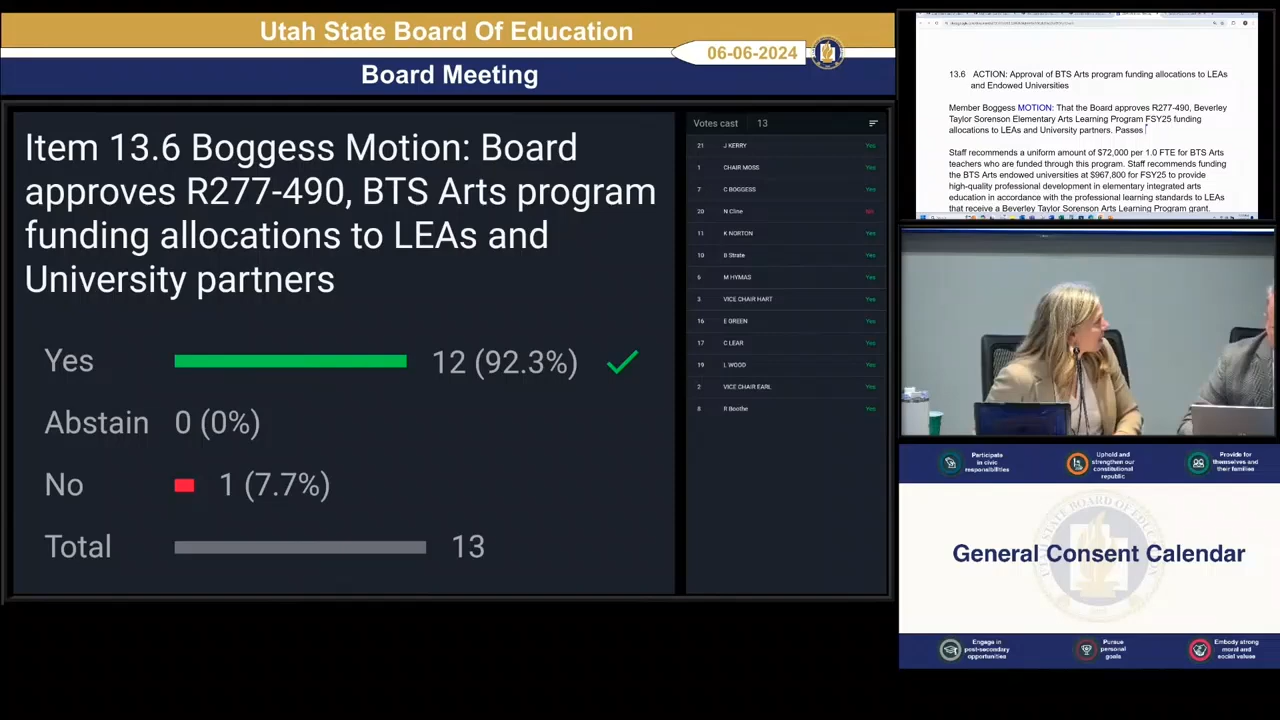 Utah State Board Of Education
06-06-2024
Board Meeting
Item 13.6 Boggess Motion: Board
approves R277-490, BTS Arts program
funding allocations to LEAs and
University partners
Yes 12 (92.3%)
Abstain 0 (0%)
No 1 (7.7%)
Total 13
Votes cast 13
21 J KERRY Yes
1 CHAIR MOSS Yes
7 C BOGGESS Yes
20 N Cline
11 K NORTON Yes
10 B Strate Yes
6 M HYMAS Yes
3 VICE CHAIR HART Yes
16 E GREEN Yes
17 C LEAR Yes
19 L WOOD Yes
2 VICE CHAIR EARL Yes
8 R Boothe Yes
13.6 ACTION: Approval of BTS Arts program funding allocations to LEAs
and Endowed Universities
Member Boggess MOTION: That the Board approves R277-490, Beverley
Taylor Sorenson Elementary Arts Learning Program FSY25 funding
allocations to LEAs and University partners. Passes
Staff recommends a uniform amount of $72,000 per 1.0 FTE for BTS Arts
teachers who are funded through this program. Staff recommends funding
the BTS Arts endowed universities at $967,800 for FSY25 to provide
high-quality professional development in elementary integrated arts
education in accordance with the professional learning standards to LEAs
that receive a Beverley Taylor Sorenson Arts Learning Program grant.
Participate
in civic
responsibilities
Uphold and
strengthen our
constitutional
republic
Provide for
themselves and
their families
General Consent Calendar
Engage in
post-secondary
opportunities
Pursue
personal
goals
Embody strong
moral and
social values